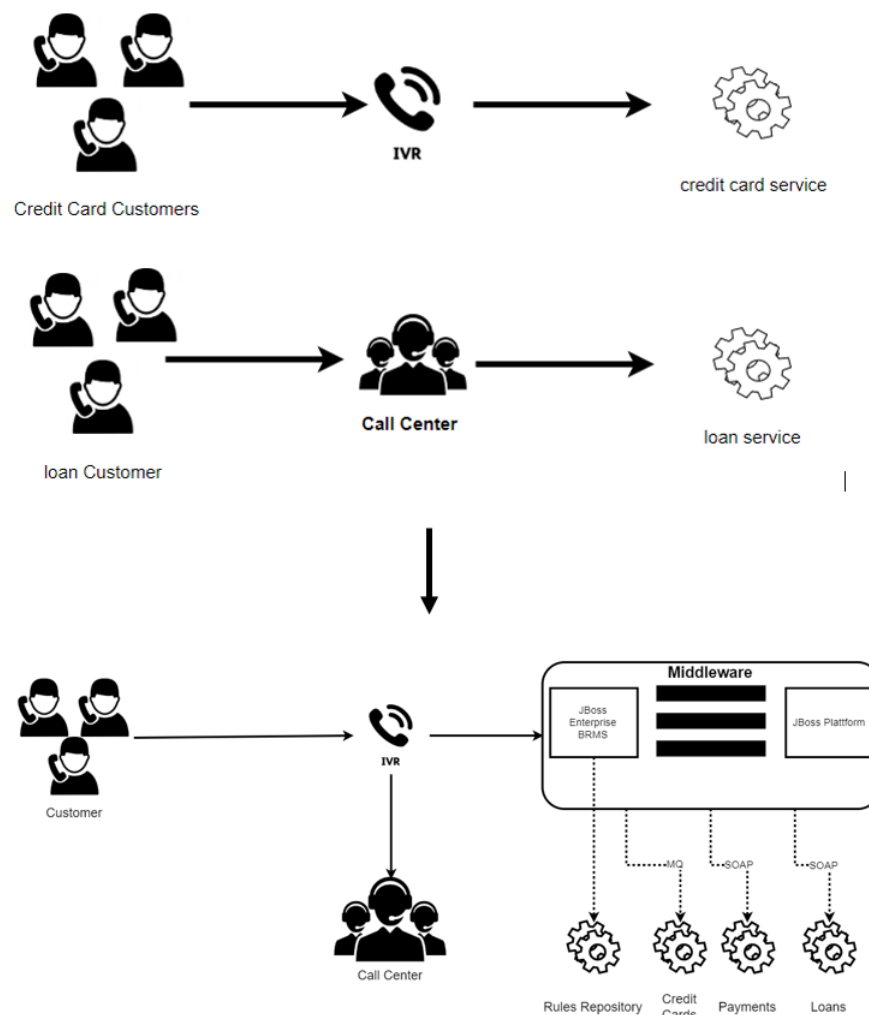 IVR
credit card service
Credit Card Customers
Call Center
loan service
loan Customer
Middleware
JBoss
Enterprise
BRMS
JBoss Plattform
IVR
Customer
MQ
SOAP
SOAP
Call Center
Rules Repository
Credit
Cards
Payments
Loans